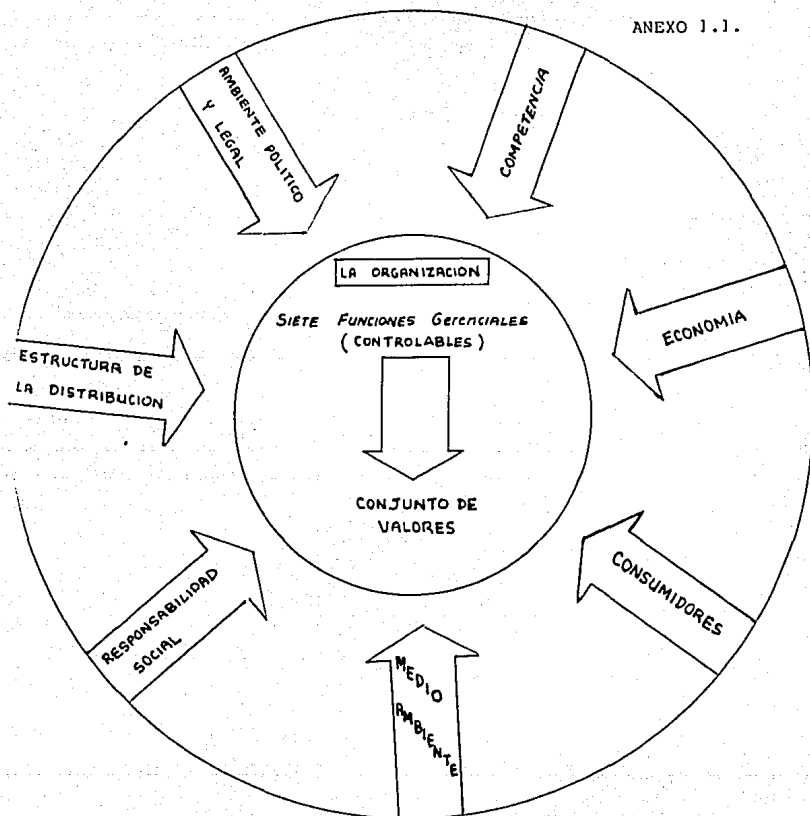 ANEXO 1.1.
AMBIENTE POLITICO
Y LEGAL
COMPETENCIA
LA ORGANIZACION
SIETE FUNCIONES GERENCIALES
(CONTROLABLES)
ECONOMIA
ESTRUCTURA DE
LA DISTRIBUCION
CONJUNTO DE
VALORES
CONSUMIDORES
RESPONSABILIDAD
SOCIAL
MEDIO
AMBIENTE